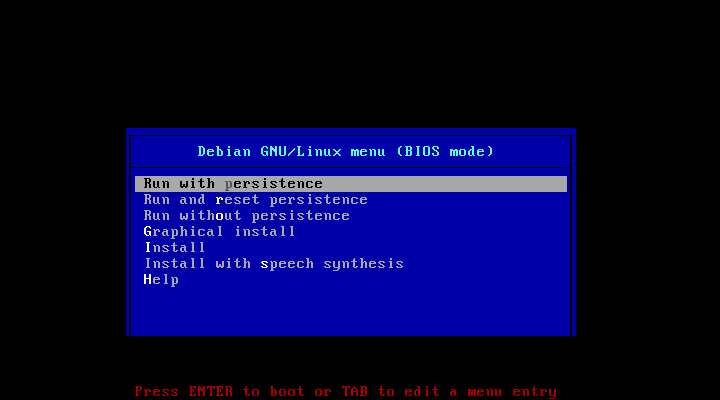 Debian GNU/Linux menu (BIOS mode)
Run with persistence
Run and reset persistence
Run without persistence
Graphical install
Install
Install with speech synthesis
Help
Press ENTER to boot or TAB to edit a menu entry